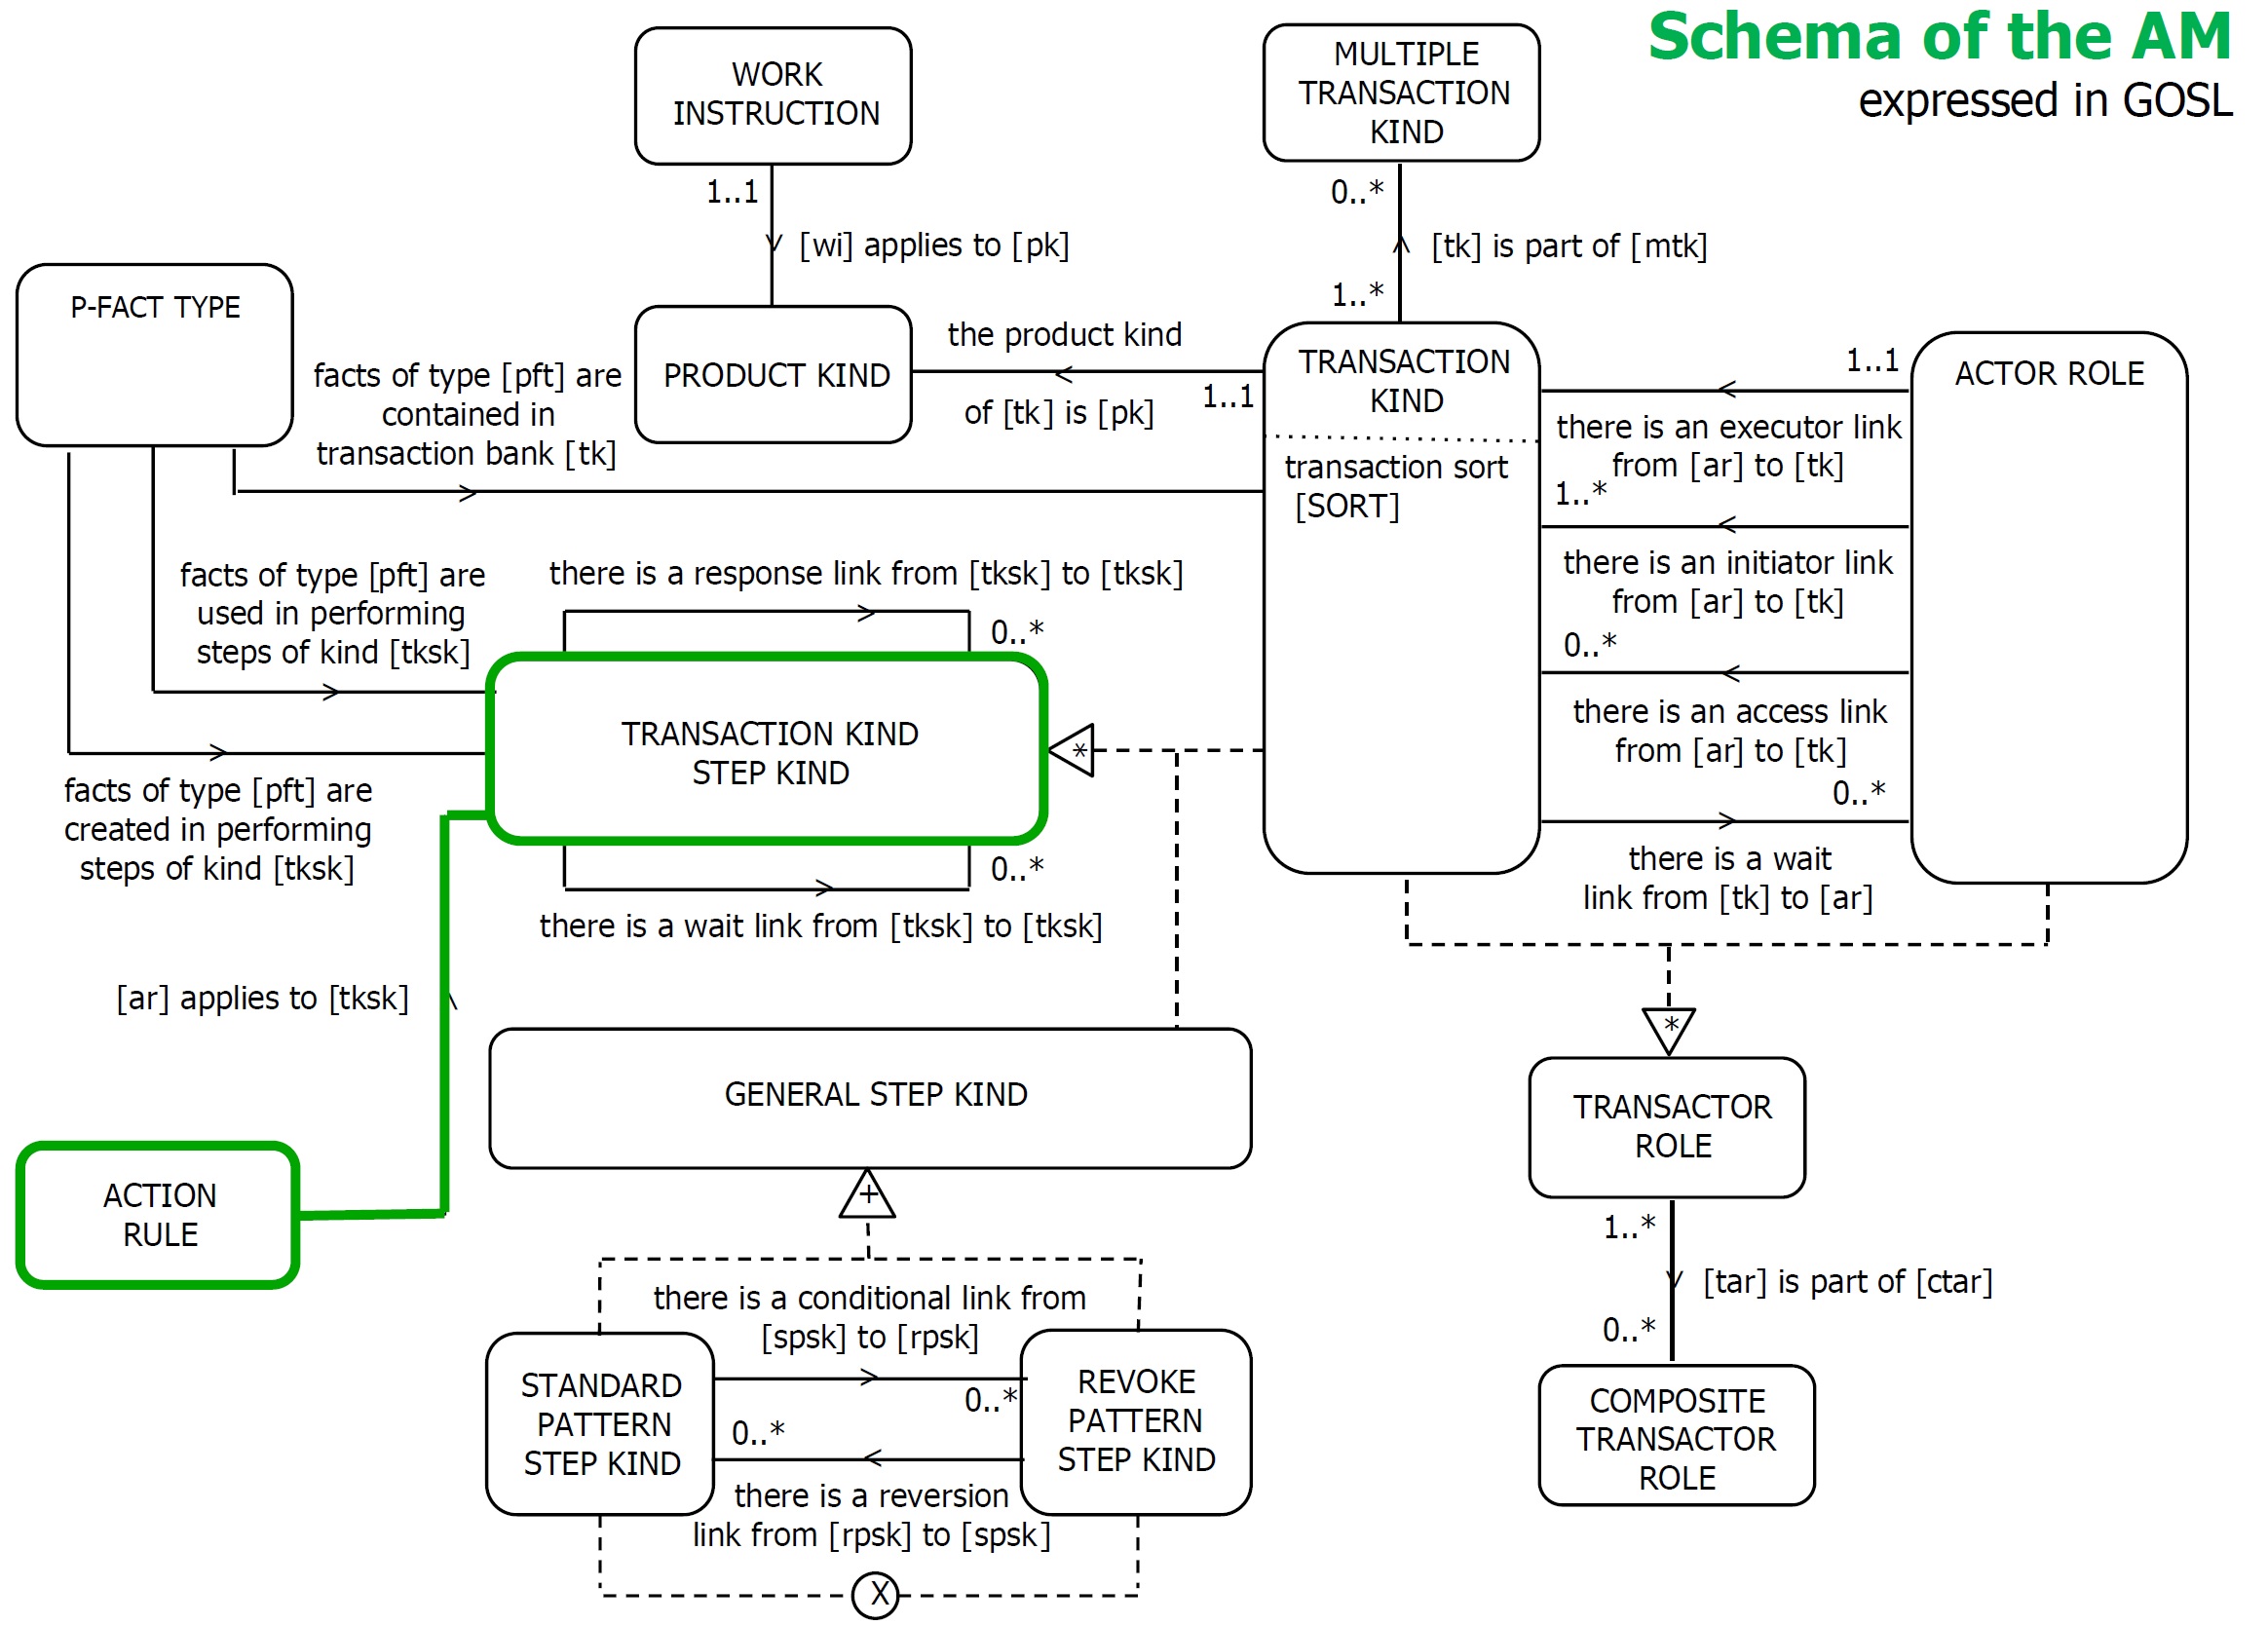 Schema of the AM
expressed in GOSL
WORK
INSTRUCTION
MULTIPLE
TRANSACTION
KIND
1..1
[wi] applies to [pk]
0..*
[tk] is part of [mtk]
1..*
P-FACT TYPE
PRODUCT KIND
the product kind
of [tk] is [pk]
1..1
TRANSACTION
KIND
transaction sort
[SORT]
ACTOR ROLE
1..1
there is an executor link
from [ar] to [tk]
1..*
there is an initiator link
from [ar] to [tk]
0..*
there is an access link
from [ar] to [tk]
0..*
there is a wait
link from [tk] to [ar]
facts of type [pft] are
contained in
transaction bank [tk]
facts of type [pft] are
used in performing
steps of kind [tksk]
there is a response link from [tksk] to [tksk]
0..*
TRANSACTION KIND
STEP KIND
*
facts of type [pft] are
created in performing
steps of kind [tksk]
0..*
there is a wait link from [tksk] to [tksk]
[ar] applies to [tksk]
GENERAL STEP KIND
*
TRANSACTOR
ROLE
ACTION
RULE
+
1..*
[tar] is part of [ctar]
0..*
there is a conditional link from
[spsk] to [rpsk]
STANDARD
PATTERN
STEP KIND
0..*
0..*
REVOKE
PATTERN
STEP KIND
there is a reversion
link from [rpsk] to [spsk]
COMPOSITE
TRANSACTOR
ROLE
X